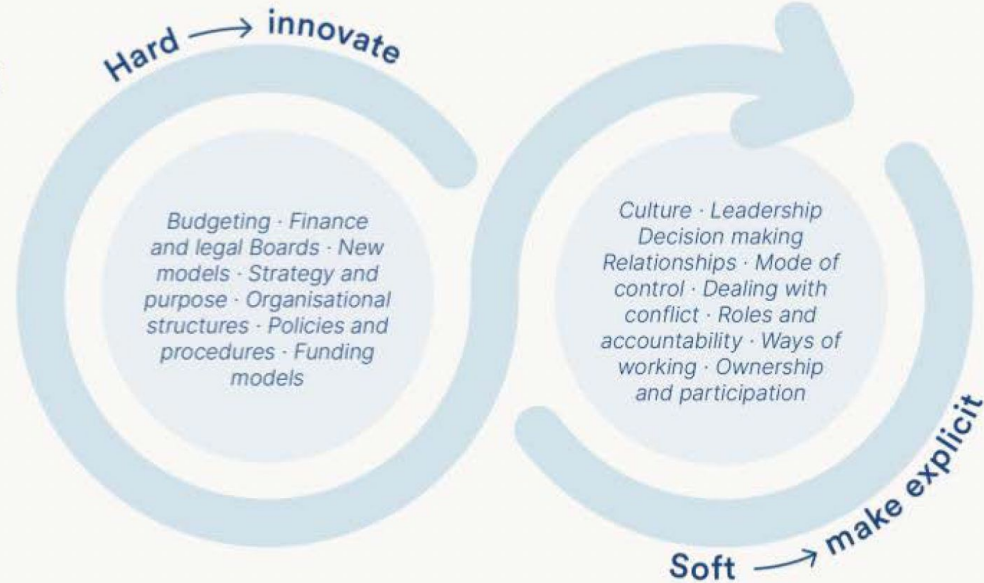 Hard → innovate
Budgeting · Finance
and legal Boards · New
models · Strategy and
purpose · Organisational
structures · Policies and
procedures · Funding
models
Culture · Leadership
Decision making
Relationships · Mode of
control · Dealing with
conflict · Roles and
accountability · Ways of
working · Ownership
and participation
Soft → make explicit